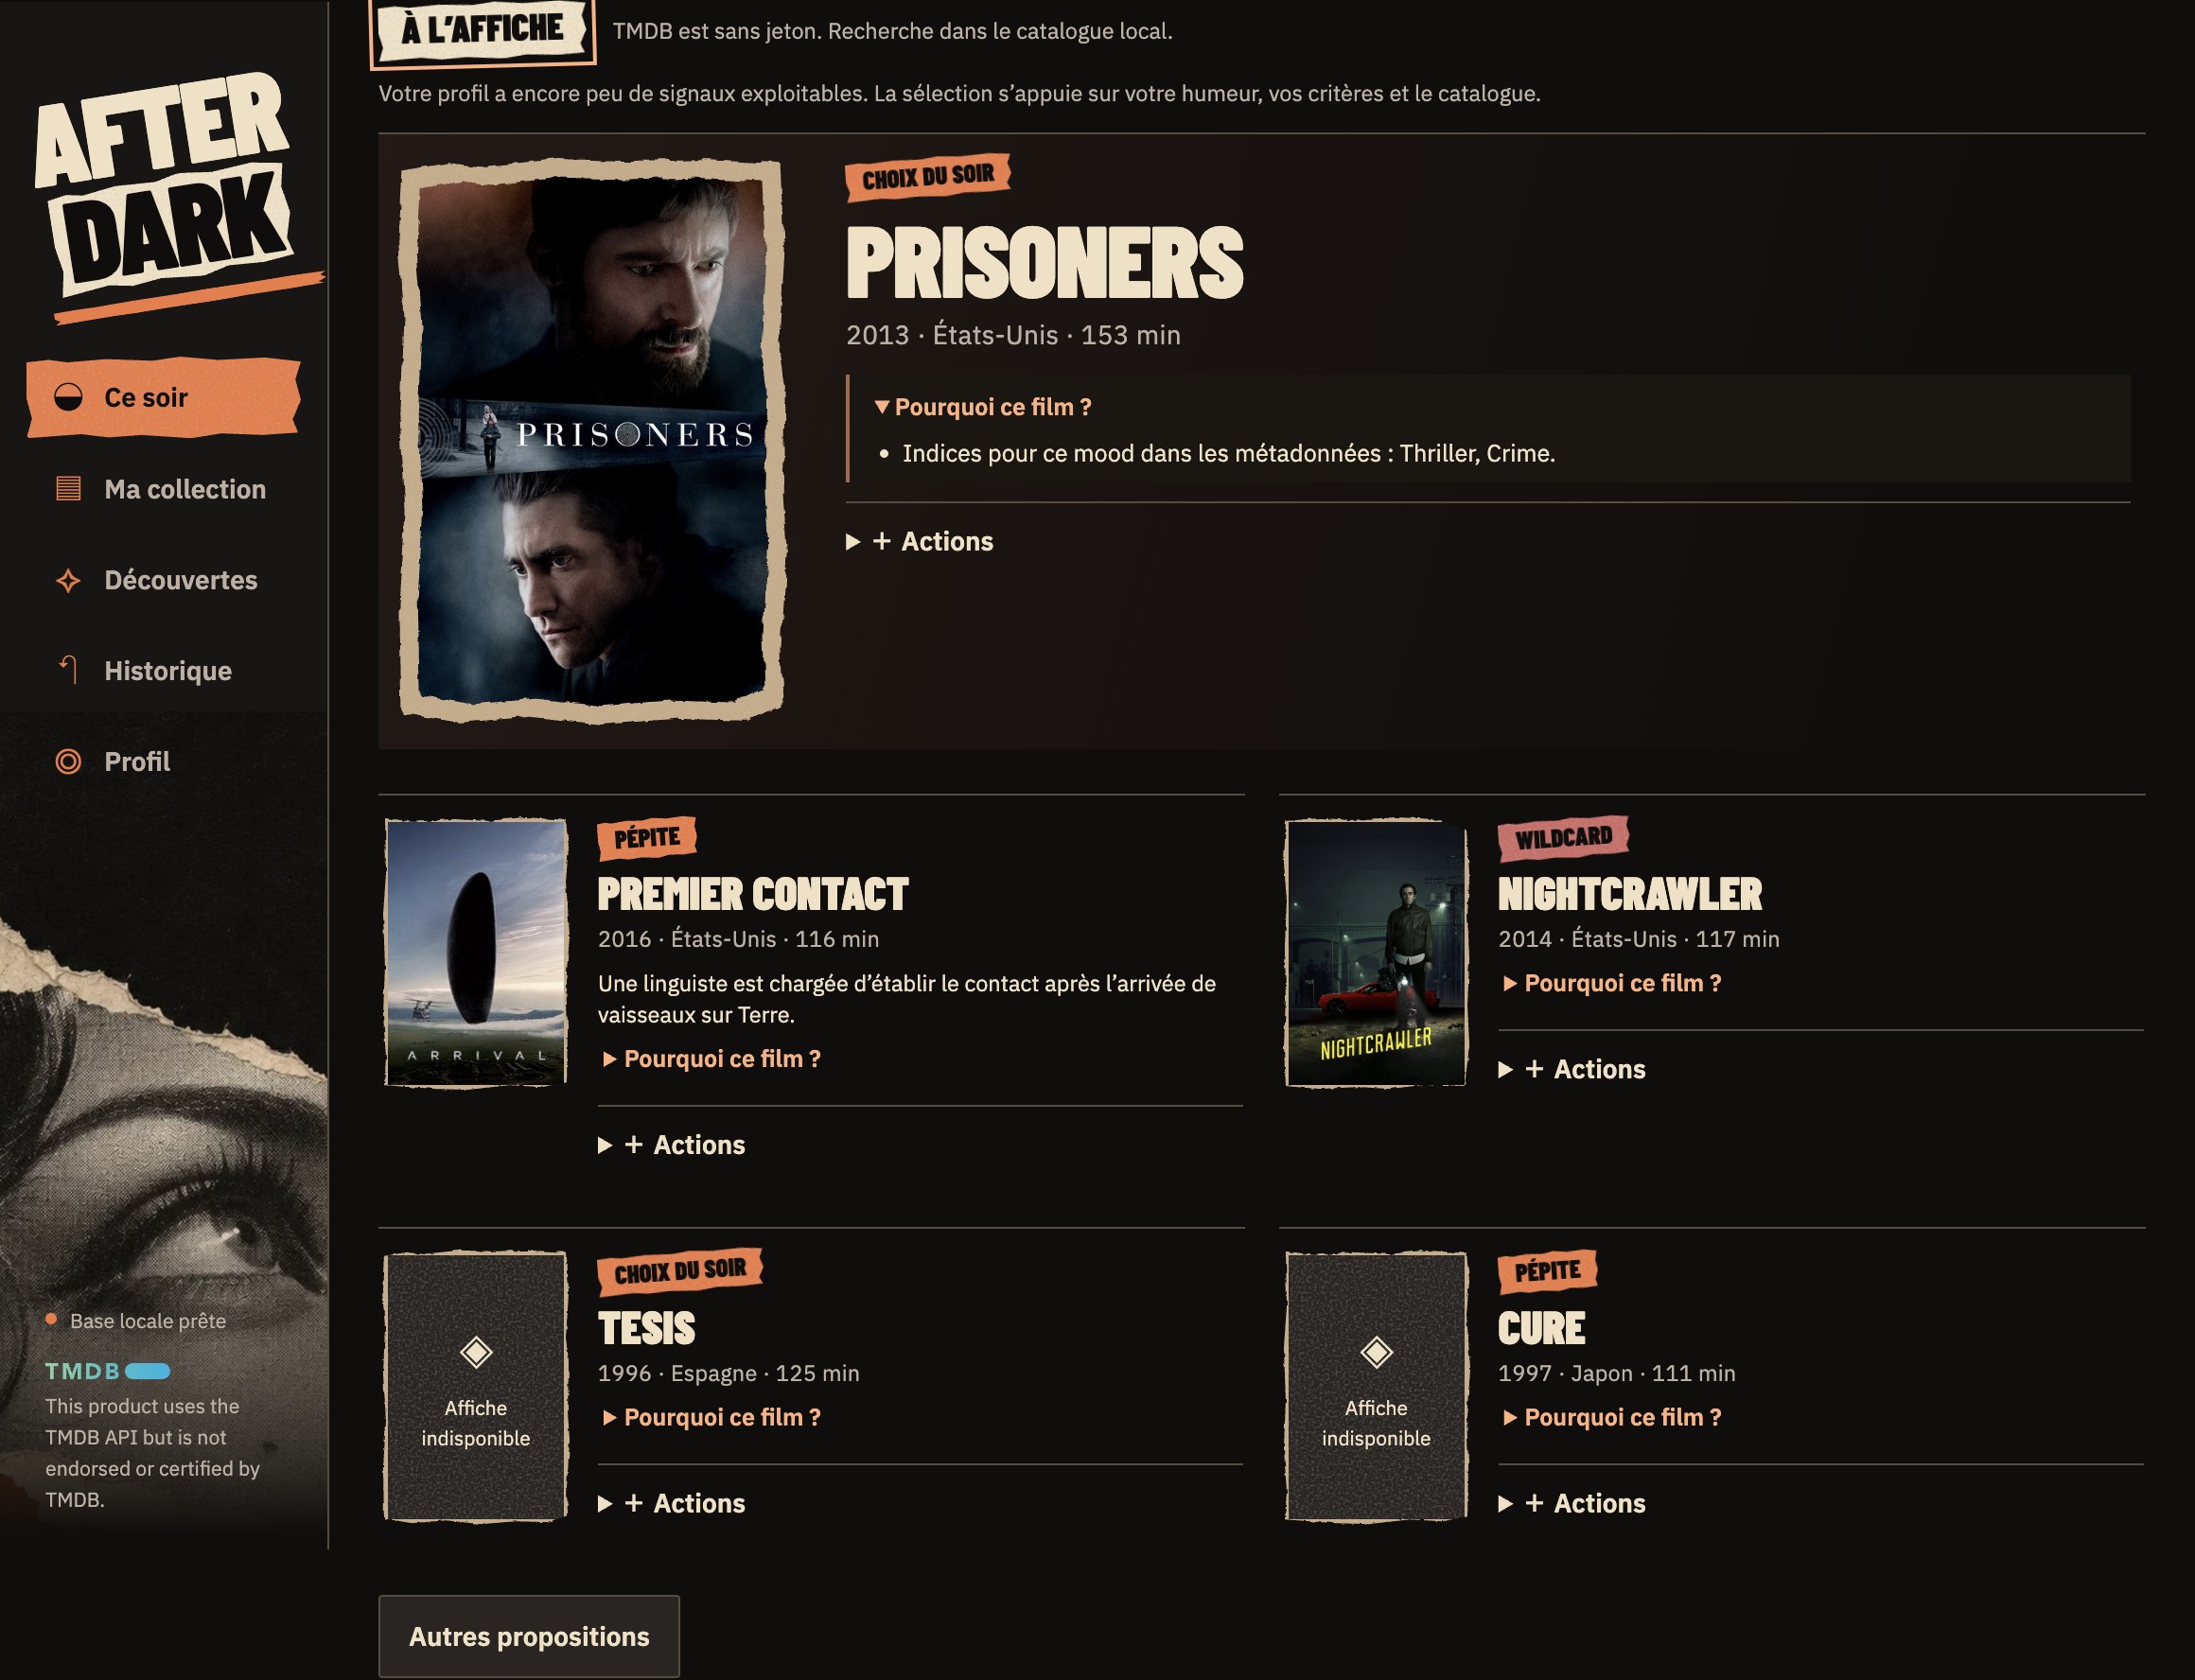 AFTER
DARK
Ce soir
Ma collection
Découvertes
Historique
Profil
Base locale prête
TMDB
This product uses the
TMDB API but is not
endorsed or certified by
TMDB.
À L’AFFICHE
TMDB est sans jeton. Recherche dans le catalogue local.
Votre profil a encore peu de signaux exploitables. La sélection s’appuie sur votre humeur, vos critères et le catalogue.
PRISONERS
CHOIX DU SOIR
PRISONERS
2013 · États-Unis · 153 min
▼ Pourquoi ce film ?
• Indices pour ce mood dans les métadonnées : Thriller, Crime.
▶ + Actions
ARRIVAL
PÉPITE
PREMIER CONTACT
2016 · États-Unis · 116 min
Une linguiste est chargée d’établir le contact après l’arrivée de
vaisseaux sur Terre.
▶ Pourquoi ce film ?
▶ + Actions
NIGHTCRAWLER
WILDCARD
NIGHTCRAWLER
2014 · États-Unis · 117 min
▶ Pourquoi ce film ?
▶ + Actions
Affiche
indisponible
CHOIX DU SOIR
TESIS
1996 · Espagne · 125 min
▶ Pourquoi ce film ?
▶ + Actions
Affiche
indisponible
PÉPITE
CURE
1997 · Japon · 111 min
▶ Pourquoi ce film ?
▶ + Actions
Autres propositions